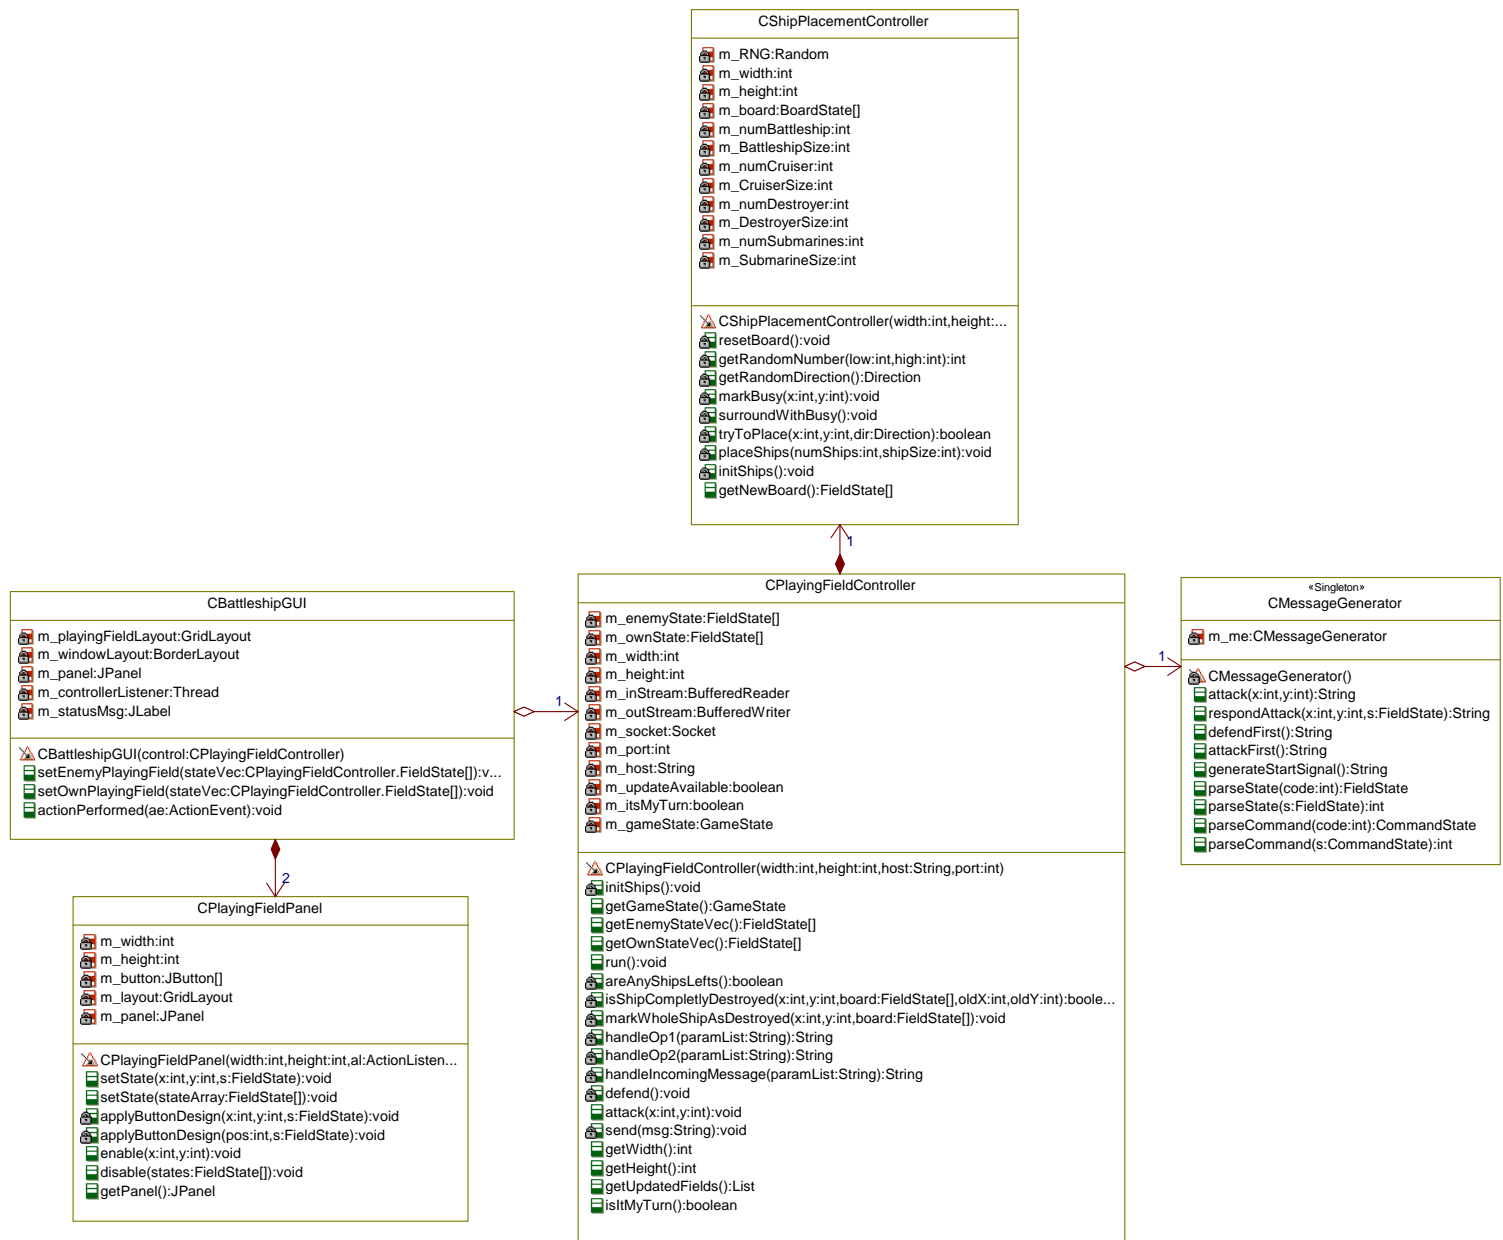 CShipPlacementController
m_RNG:Random
m_width:int
m_height:int
m_board:BoardState[]
m_numBattleship:int
m_BattleshipSize:int
m_numCruiser:int
m_CruiserSize:int
m_numDestroyer:int
m_DestroyerSize:int
m_numSubmarines:int
m_SubmarineSize:int
CShipPlacementController(width:int,height:...
resetBoard():void
getRandomNumber(low:int,high:int):int
getRandomDirection():Direction
markBusy(x:int,y:int):void
surroundWithBusy():void
tryToPlace(x:int,y:int,dir:Direction):boolean
placeShips(numShips:int,shipSize:int):void
initShips():void
getNewBoard():FieldState[]
1
CBattleshipGUI
m_playingFieldLayout:GridLayout
m_windowLayout:BorderLayout
m_panel:JPanel
m_controllerListener:Thread
m_statusMsg:JLabel
CBattleshipGUI(control:CPlayingFieldController)
setEnemyPlayingField(stateVec:CPlayingFieldController.FieldState[]):v...
setOwnPlayingField(stateVec:CPlayingFieldController.FieldState[]):void
actionPerformed(ae:ActionEvent):void
1
2
CPlayingFieldPanel
m_width:int
m_height:int
m_button:JButton[]
m_layout:GridLayout
m_panel:JPanel
CPlayingFieldPanel(width:int,height:int,al:ActionListen...
setState(x:int,y:int,s:FieldState):void
setState(stateArray:FieldState[]):void
applyButtonDesign(x:int,y:int,s:FieldState):void
applyButtonDesign(pos:int,s:FieldState):void
enable(x:int,y:int):void
disable(states:FieldState[]):void
getPanel():JPanel
CPlayingFieldController
m_enemyState:FieldState[]
m_ownState:FieldState[]
m_width:int
m_height:int
m_inStream:BufferedReader
m_outStream:BufferedWriter
m_socket:Socket
m_port:int
m_host:String
m_updateAvailable:boolean
m_itsMyTurn:boolean
m_gameState:GameState
CPlayingFieldController(width:int,height:int,host:String,port:int)
initShips():void
getGameState():GameState
getEnemyStateVec():FieldState[]
getOwnStateVec():FieldState[]
run():void
areAnyShipsLefts():boolean
isShipCompletlyDestroyed(x:int,y:int,board:FieldState[],oldX:int,oldY:int):boole...
markWholeShipAsDestroyed(x:int,y:int,board:FieldState[]):void
handleOp1(paramList:String):String
handleOp2(paramList:String):String
handleIncomingMessage(paramList:String):String
defend():void
attack(x:int,y:int):void
send(msg:String):void
getWidth():int
getHeight():int
getUpdatedFields():List
isItMyTurn():boolean
1
«Singleton»
CMessageGenerator
m_me:CMessageGenerator
CMessageGenerator()
attack(x:int,y:int):String
respondAttack(x:int,y:int,s:FieldState):String
defendFirst():String
attackFirst():String
generateStartSignal():String
parseState(code:int):FieldState
parseState(s:FieldState):int
parseCommand(code:int):CommandState
parseCommand(s:CommandState):int